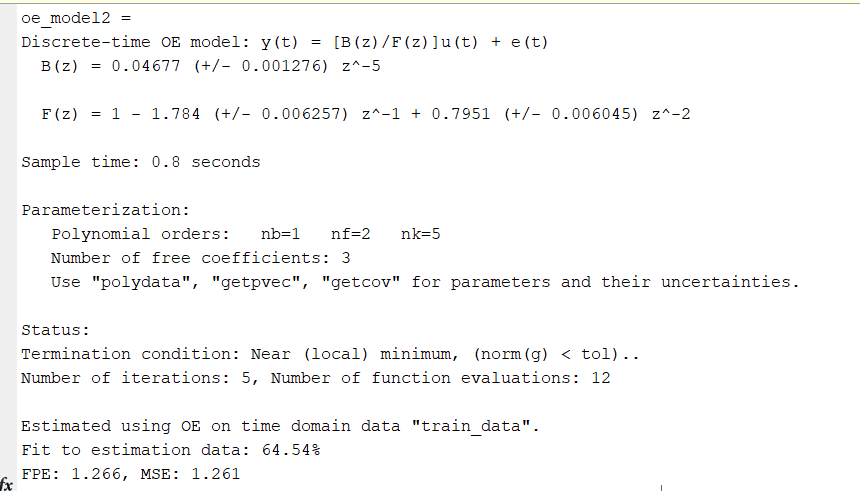 oe_model2 =
Discrete-time OE model: y(t) = [B(z)/F(z)]u(t) + e(t)
B(z) = 0.04677 (+/- 0.001276) z^-5
F(z) = 1 - 1.784 (+/- 0.006257) z^-1 + 0.7951 (+/- 0.006045) z^-2
Sample time: 0.8 seconds
Parameterization:
Polynomial orders: nb=1 nf=2 nk=5
Number of free coefficients: 3
Use "polydata", "getpvec", "getcov" for parameters and their uncertainties.
Status:
Termination condition: Near (local) minimum, (norm(g) < tol)..
Number of iterations: 5, Number of function evaluations: 12
Estimated using OE on time domain data "train_data".
Fit to estimation data: 64.54%
FPE: 1.266, MSE: 1.261
fx